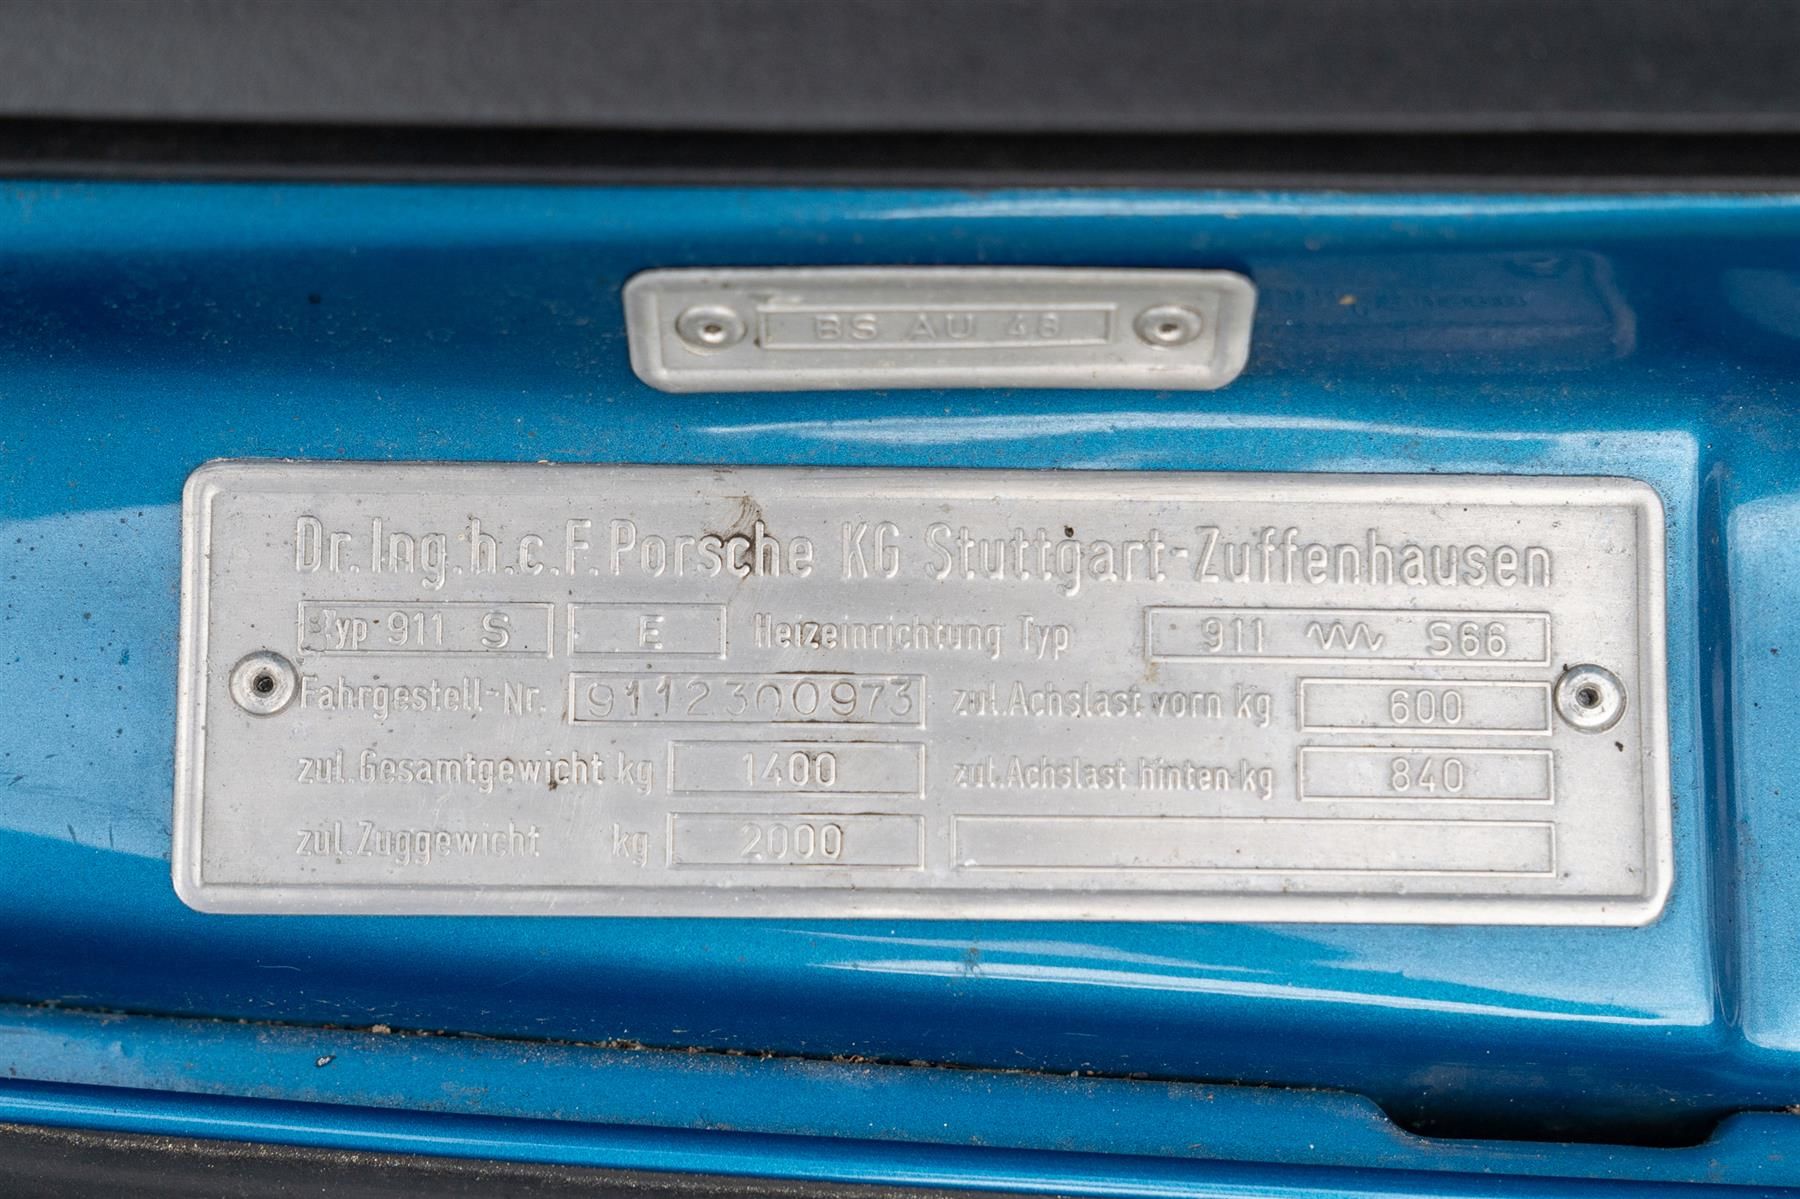 BS AU 48
Dr. Ing. h. c. F. Porsche KG Stuttgart-Zuffenhausen
Typ 911 S E Heizeinrichtung Typ 911 S66
Fahrgestell-Nr. 9112300973 zul. Achslast vorn kg 600
zul. Gesamtgewicht kg 1400 zul. Achslast hinten kg 840
zul. Zuggewicht kg 2000